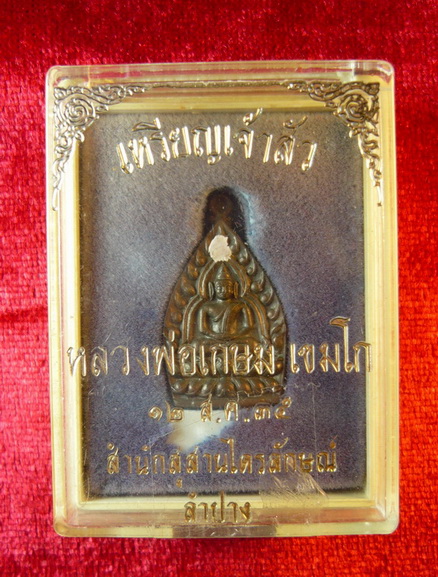 เหรียญเจ้าสัว
หลวงพ่อเกษม เขมโก
๑๒ ส.ค.๓๕
สำนักสุสานไตรลักษณ์
ลำปาง